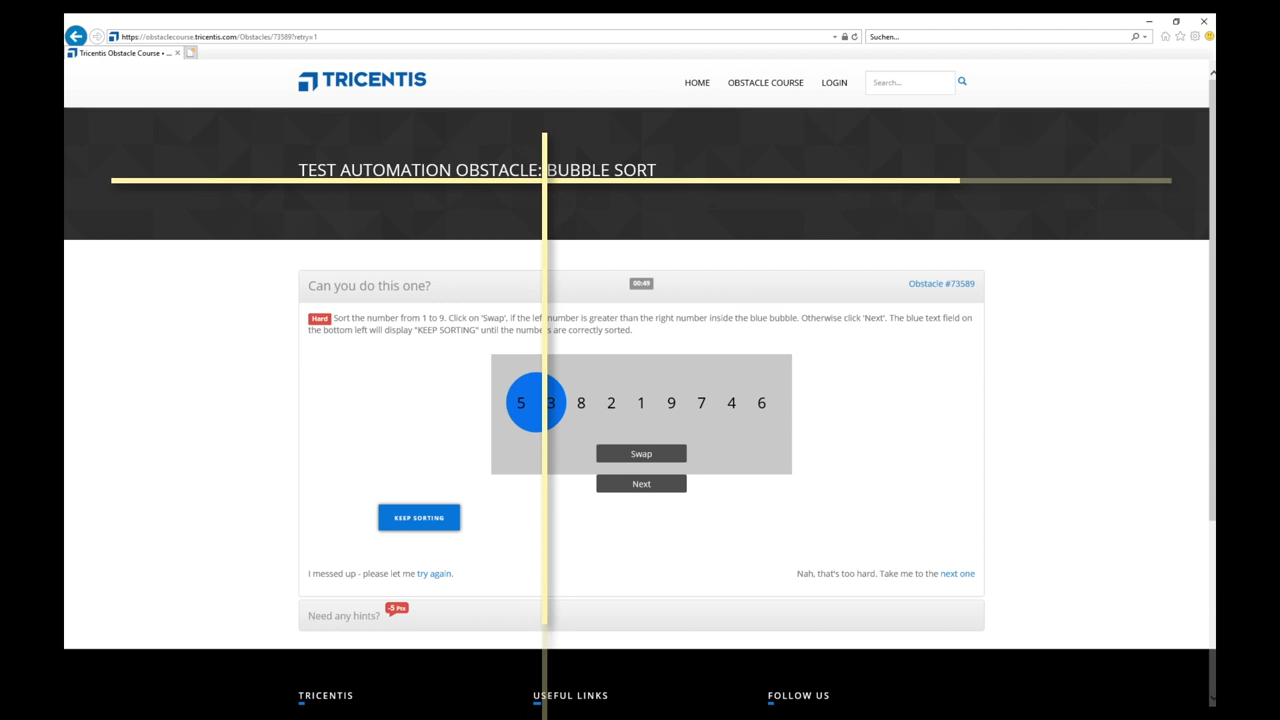 https://obstaclecourse.tricentis.com/Obstacles/73589?retry=1
Suchen...
Tricentis Obstacle Course • ...
TRICENTIS
HOME
OBSTACLE COURSE
LOGIN
Search...
TEST AUTOMATION OBSTACLE: BUBBLE SORT
Can you do this one?
00:49
Obstacle #73589
Hard Sort the number from 1 to 9. Click on 'Swap', if the left number is greater than the right number inside the blue bubble. Otherwise click 'Next'. The blue text field on
the bottom left will display "KEEP SORTING" until the numbers are correctly sorted.
5 3 8 2 1 9 7 4 6
Swap
Next
KEEP SORTING
I messed up - please let me try again.
Nah, that's too hard. Take me to the next one
Need any hints?
-5 Pts
TRICENTIS
USEFUL LINKS
FOLLOW US